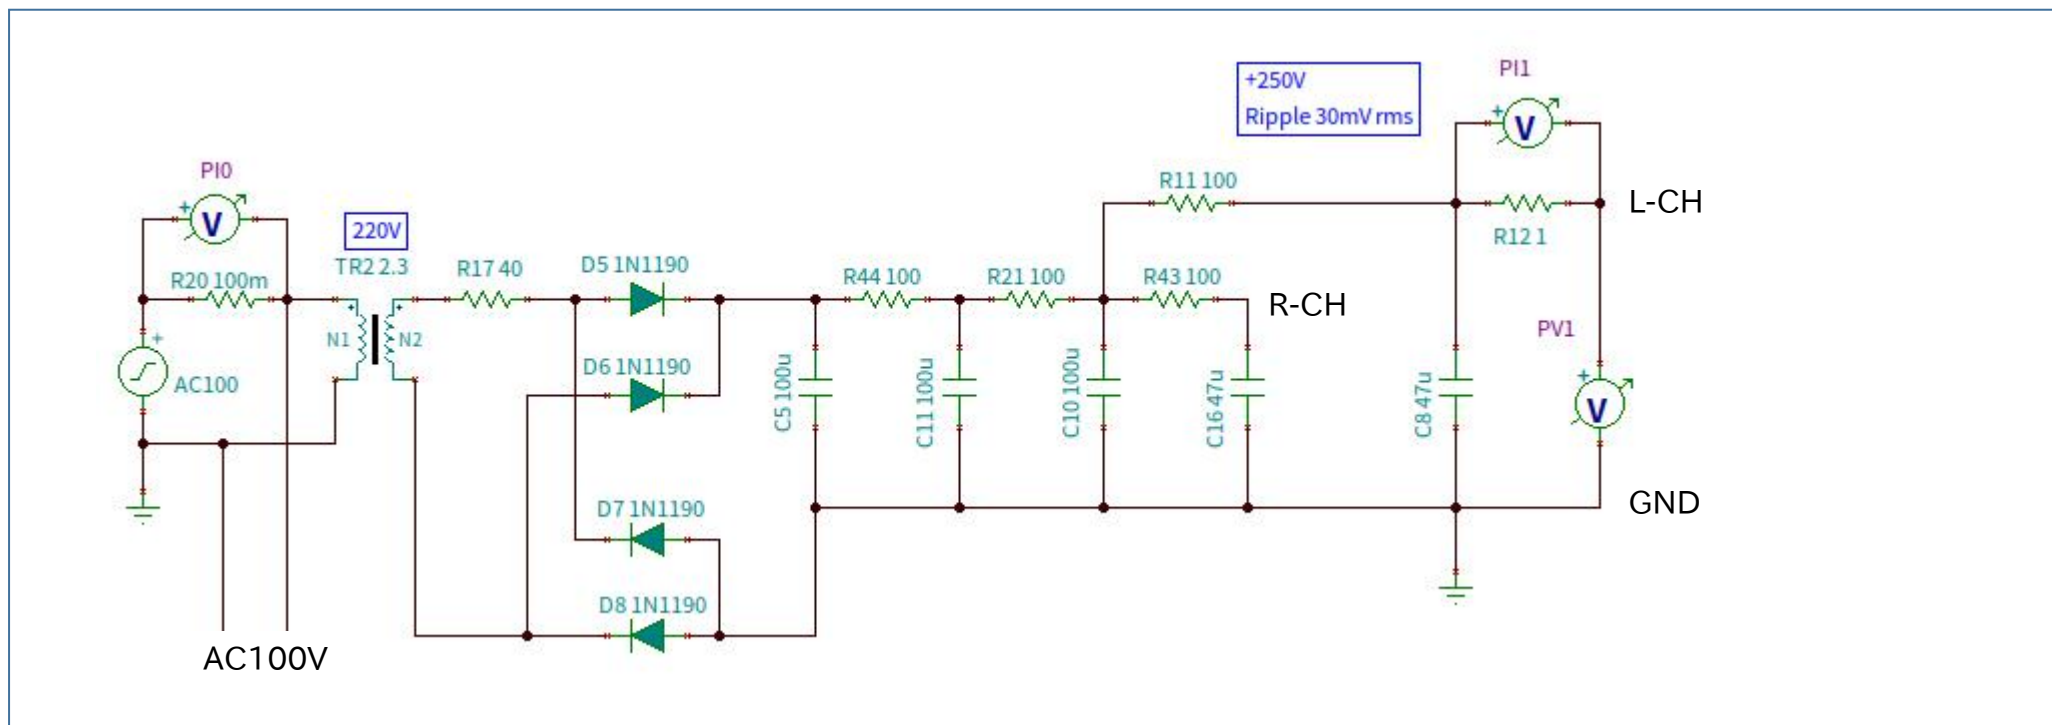 PI1
+250V
Ripple 30mV rms
PI0
+
V
+
V
R11 100
L-CH
R12 1
220V
TR2 2.3
R17 40
D5 1N1190
R44 100
R21 100
R43 100
R20 100m
R-CH
N1
N2
PV1
+
AC100
D6 1N1190
C5 100u
C11 100u
C10 100u
C16 47u
C8 47u
+
V
D7 1N1190
GND
D8 1N1190
AC100V